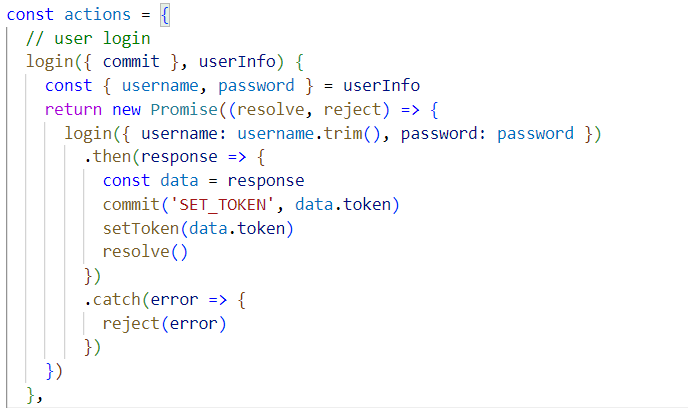 const actions = {
  // user login
  login({ commit }, userInfo) {
    const { username, password } = userInfo
    return new Promise((resolve, reject) => {
      login({ username: username.trim(), password: password })
        .then(response => {
          const data = response
          commit('SET_TOKEN', data.token)
          setToken(data.token)
          resolve()
        })
        .catch(error => {
          reject(error)
        })
    })
  },